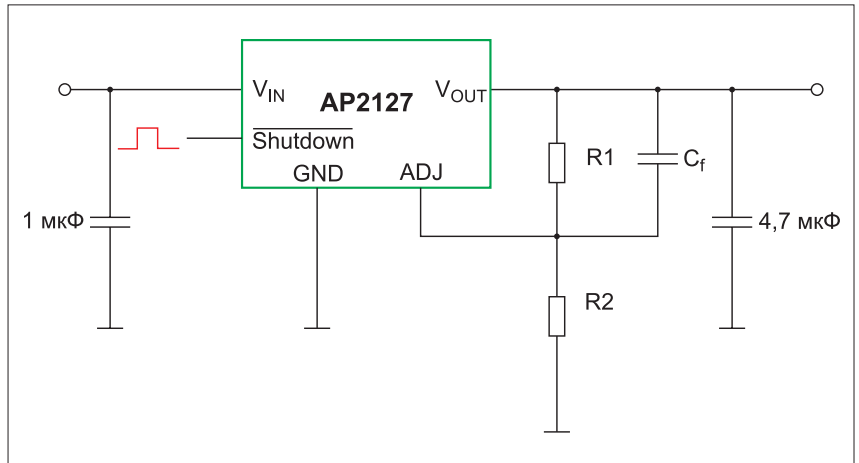 V_IN
AP2127
V_OUT
Shutdown
GND
ADJ
R1
C_f
1 мкФ
4,7 мкФ
R2